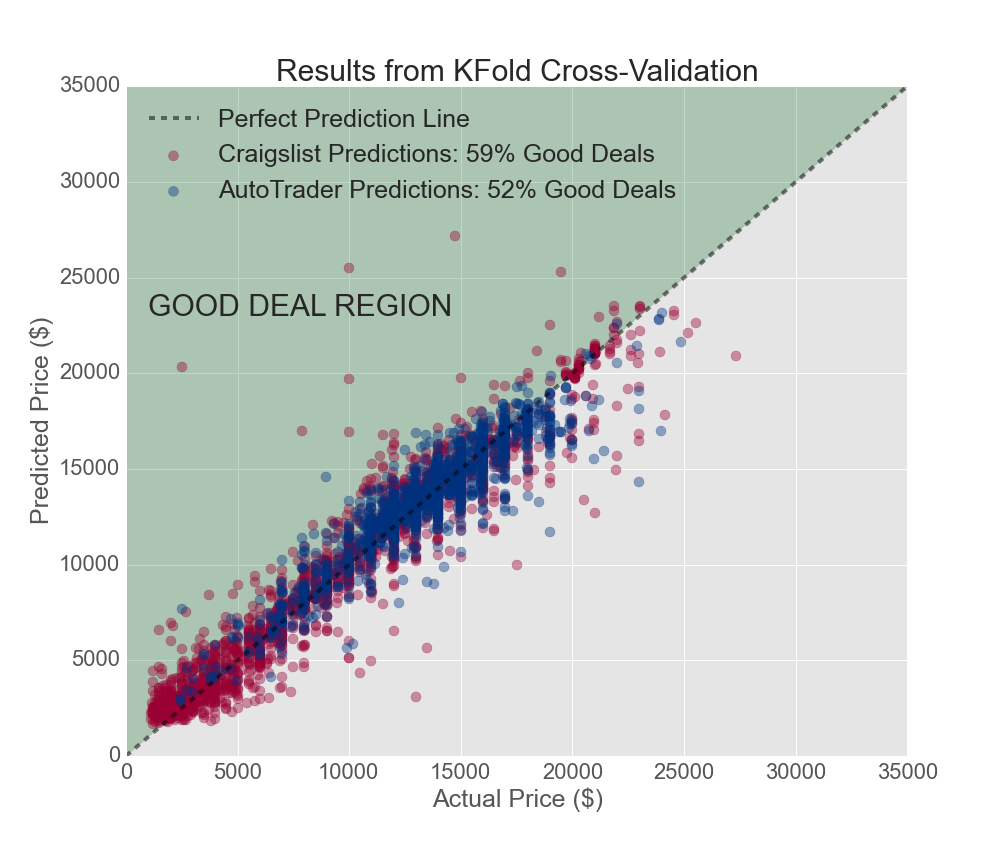 Results from KFold Cross-Validation
35000
30000
25000
20000
15000
10000
5000
0
Predicted Price ($)
Perfect Prediction Line
Craigslist Predictions: 59% Good Deals
AutoTrader Predictions: 52% Good Deals
GOOD DEAL REGION
0 5000 10000 15000 20000 25000 30000 35000
Actual Price ($)